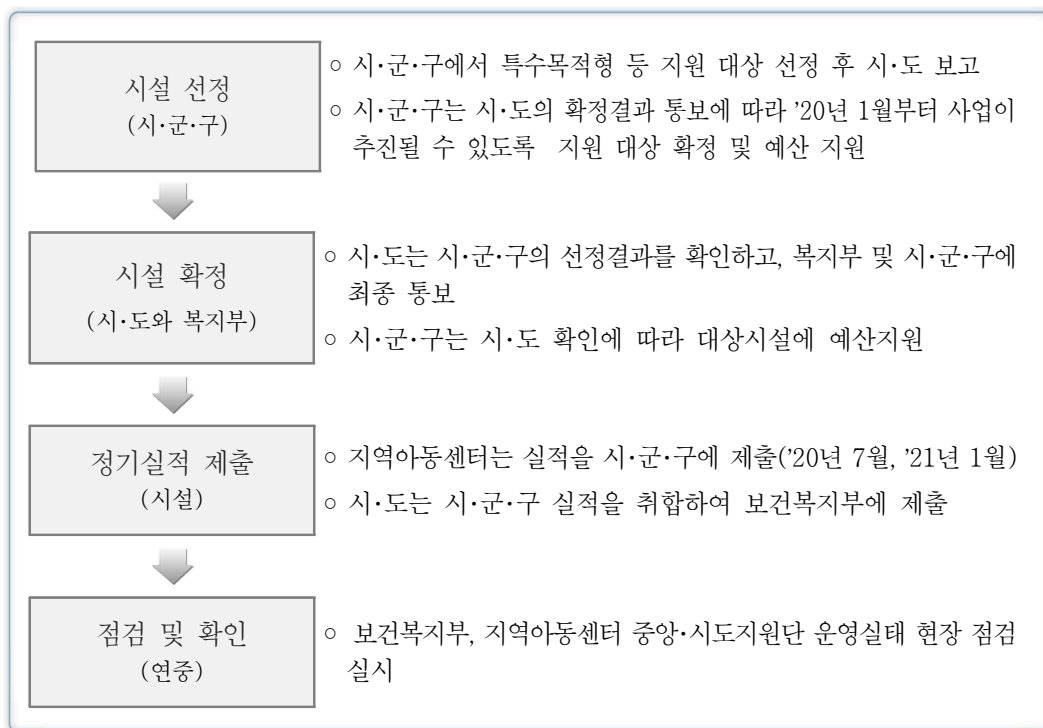 시설 선정
(시·군·구)
○ 시·군·구에서 특수목적형 등 지원 대상 선정 후 시·도 보고
○ 시·군·구는 시·도의 확정결과 통보에 따라 ’20년 1월부터 사업이
추진될 수 있도록 지원 대상 확정 및 예산 지원
시설 확정
(시·도와 복지부)
○ 시·도는 시·군·구의 선정결과를 확인하고, 복지부 및 시·군·구에
최종 통보
○ 시·군·구는 시·도 확인에 따라 대상시설에 예산지원
정기실적 제출
(시설)
○ 지역아동센터는 실적을 시·군·구에 제출(’20년 7월, ’21년 1월)
○ 시·도는 시·군·구 실적을 취합하여 보건복지부에 제출
점검 및 확인
(연중)
○ 보건복지부, 지역아동센터 중앙·시도지원단 운영실태 현장 점검
실시